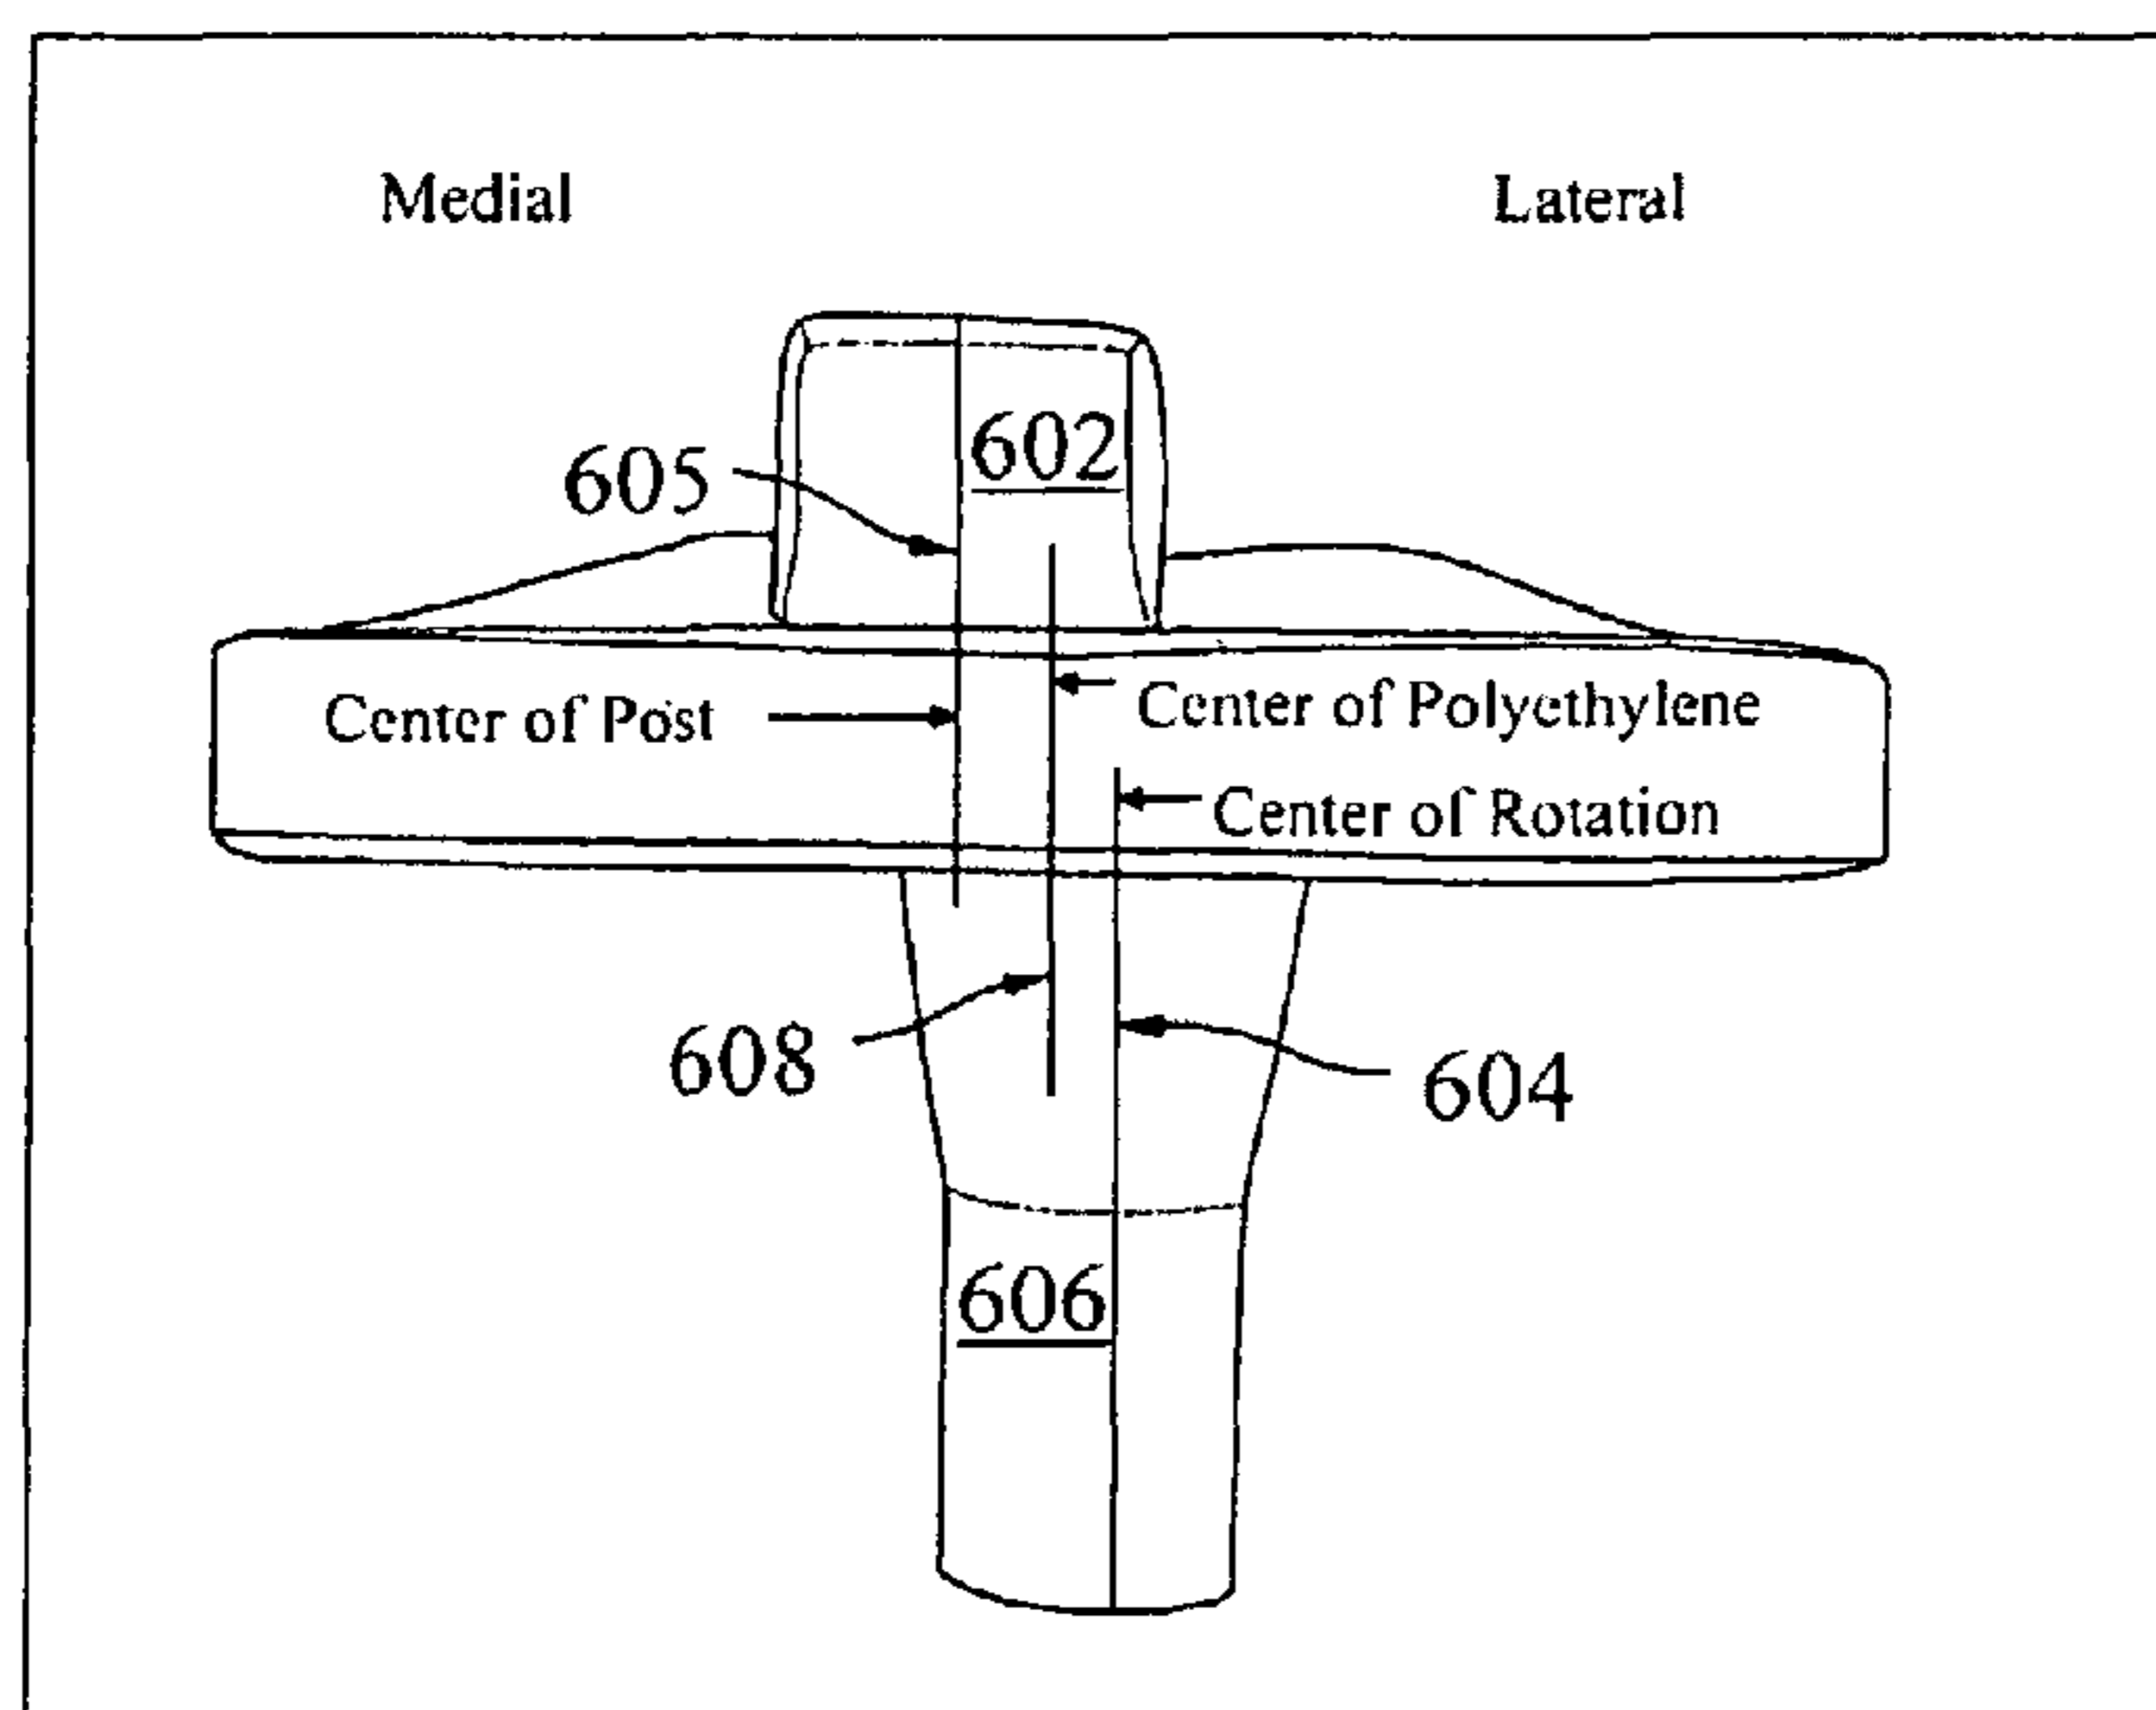 Medial
Lateral
602
605
Center of Post
Center of Polyethylene
Center of Rotation
608
604
606